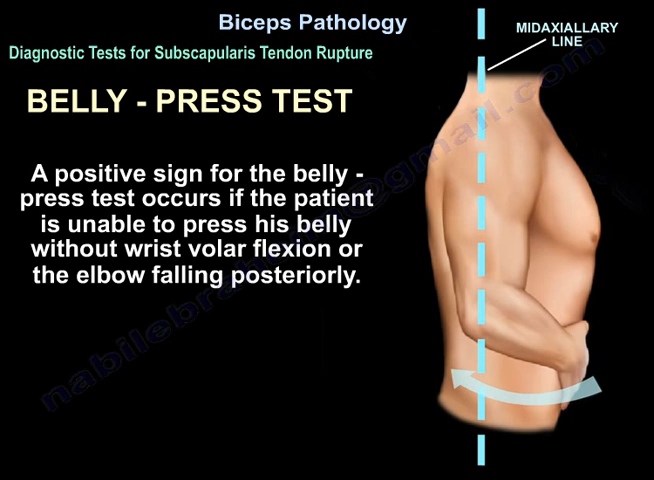 Biceps Pathology
Diagnostic Tests for Subscapularis Tendon Rupture
BELLY - PRESS TEST
A positive sign for the belly -
press test occurs if the patient
is unable to press his belly
without wrist volar flexion or
the elbow falling posteriorly.
MIDAXIALLARY
LINE